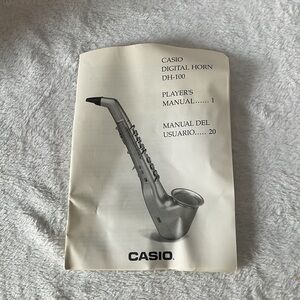 CASIO
DIGITAL HORN
DH-100
PLAYER'S
MANUAL...... 1
MANUAL DEL
USUARIO..... 20
CASIO